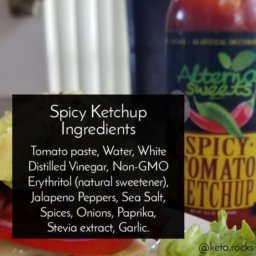 Spicy Ketchup
Ingredients
Tomato paste, Water, White
Distilled Vinegar, Non-GMO
Erythritol (natural sweetener),
Jalapeno Peppers, Sea Salt,
Spices, Onions, Paprika,
Stevia extract, Garlic.
Alterna
Sweets
SPICY
TOMATO
KETCHUP
@keto.rocks